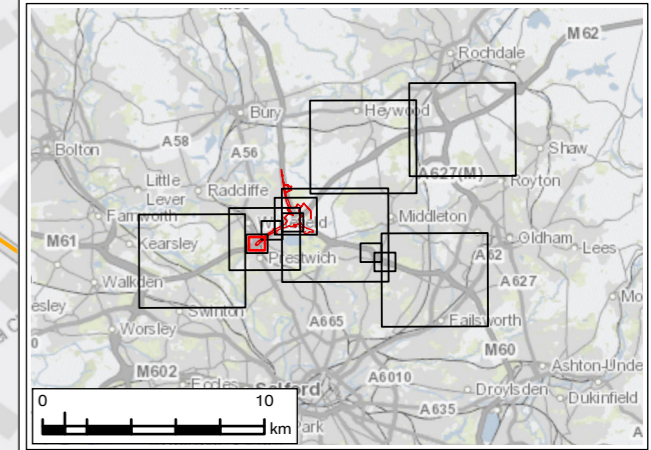 M 62
Rochdale
Bury
Heywood
A58
Bolton
A56
Shaw
A627(M)
Little
Lever
Radcliffe
Royton
Farnworth
Middleton
M61
Kearsley
Oldham
Lees
Prestwich
A62
A627
Walkden
Swinton
Worsley
A665
Failsworth
M60
M602
Eccles
Salford
A6010
Ashton-Unde
Droylsden
Dukinfield
A635
Park
0 10
km